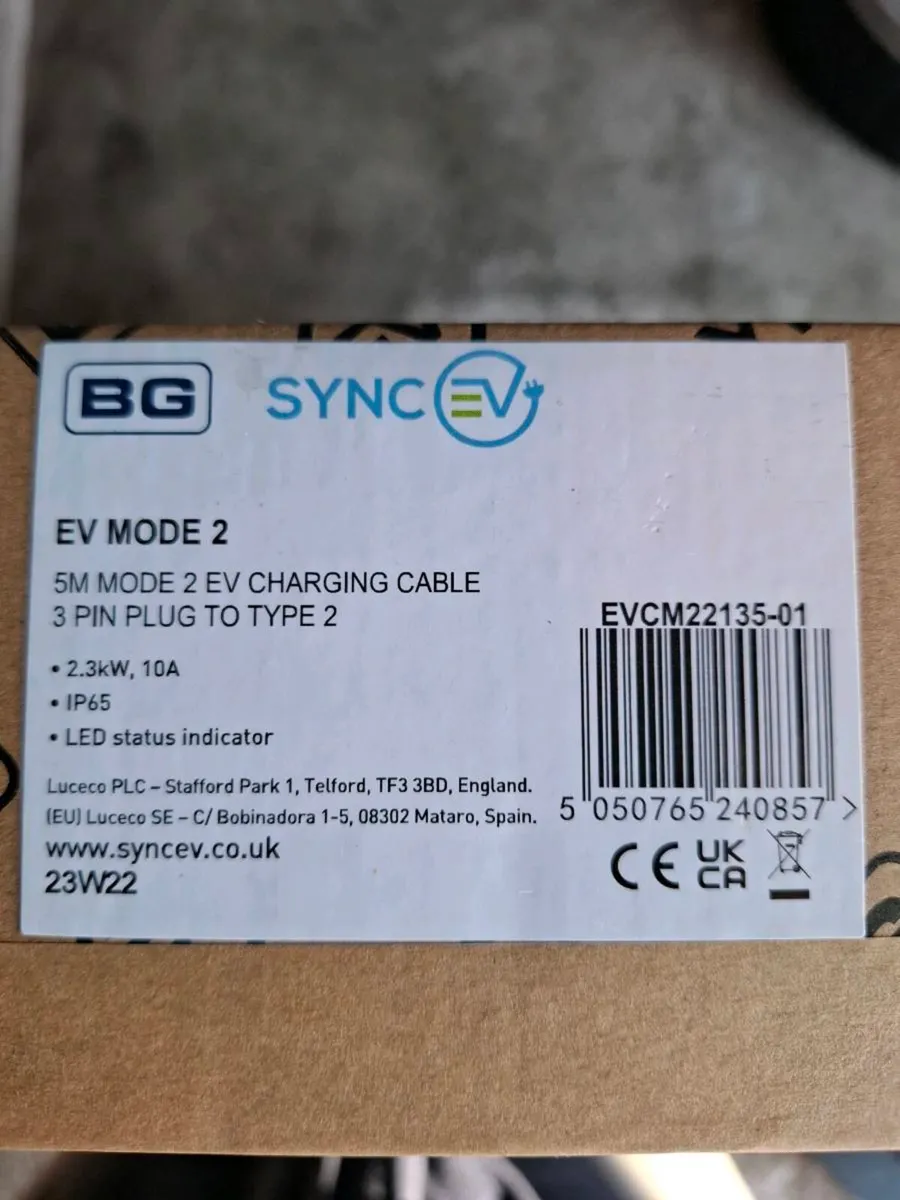 BG
SYNC EV
EV MODE 2
5M MODE 2 EV CHARGING CABLE
3 PIN PLUG TO TYPE 2
• 2.3kW, 10A
• IP65
• LED status indicator
EVCM22135-01
5 050765 240857 >
Luceco PLC – Stafford Park 1, Telford, TF3 3BD, England.
(EU) Luceco SE – C/ Bobinadora 1-5, 08302 Mataro, Spain.
www.syncev.co.uk
23W22
CE UK
CA